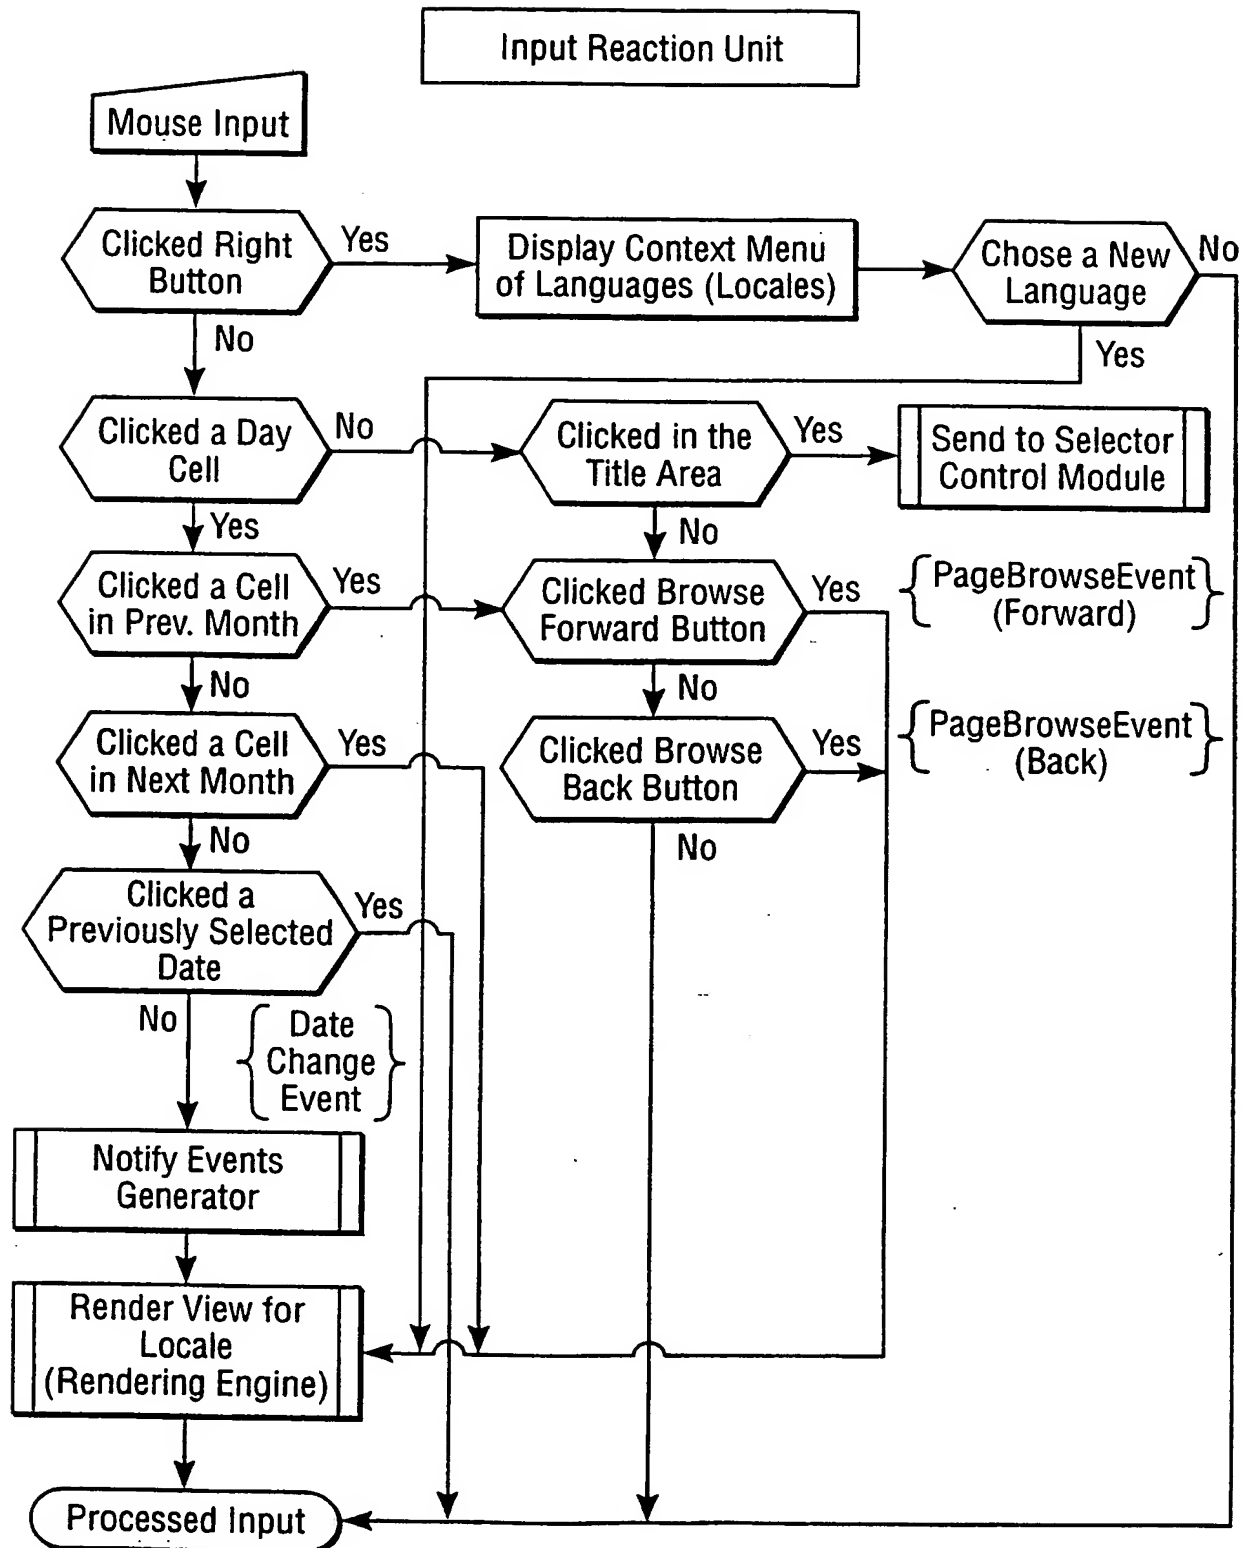 Input Reaction Unit
Mouse Input
Clicked Right
Button
Yes
Display Context Menu
of Languages (Locales)
Chose a New
Language
No
No
Yes
Clicked a Day
Cell
No
Clicked in the
Title Area
Yes
Send to Selector
Control Module
Yes
No
Clicked a Cell
in Prev. Month
Yes
Clicked Browse
Forward Button
Yes
PageBrowseEvent
(Forward)
No
No
Clicked a Cell
in Next Month
Yes
Clicked Browse
Back Button
Yes
PageBrowseEvent
(Back)
No
No
Clicked a
Previously Selected
Date
Yes
No
Date
Change
Event
Notify Events
Generator
Render View for
Locale
(Rendering Engine)
Processed Input